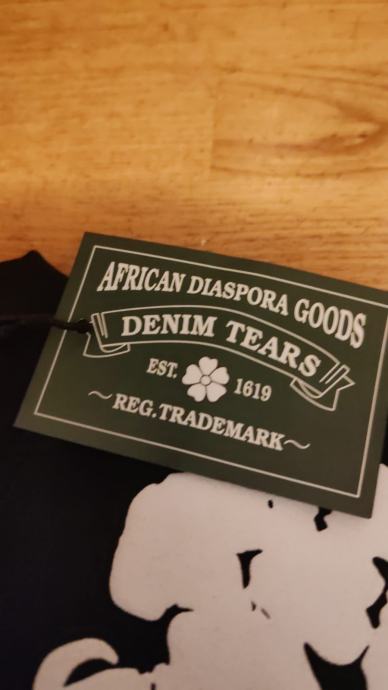 AFRICAN DIASPORA GOODS
DENIM TEARS
EST. 1619
~REG. TRADEMARK~